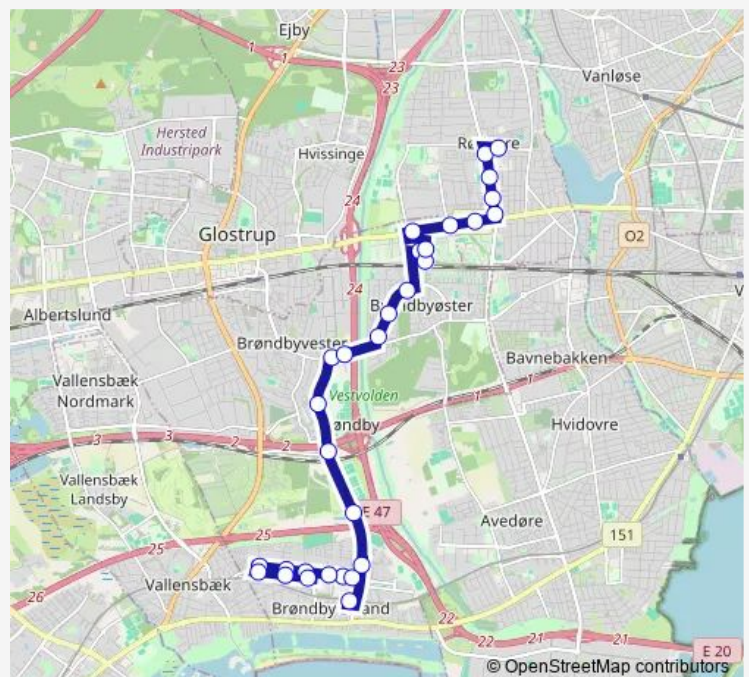 Ejby
1
1
23
23
Vanløse
Hersted
Industripark
Hvissinge
24
Glostrup
O2
24
Albertslund
Brøndbyvester
Bavnebakken
1
Vallensbæk
Nordmark
Vestvolden
Hvidovre
3
3
2
2
Vallensbæk
Landsby
E 47
25
Avedøre
151
25
Vallensbæk
26
22
22
21
21
E 20
© OpenStreetMap contributors